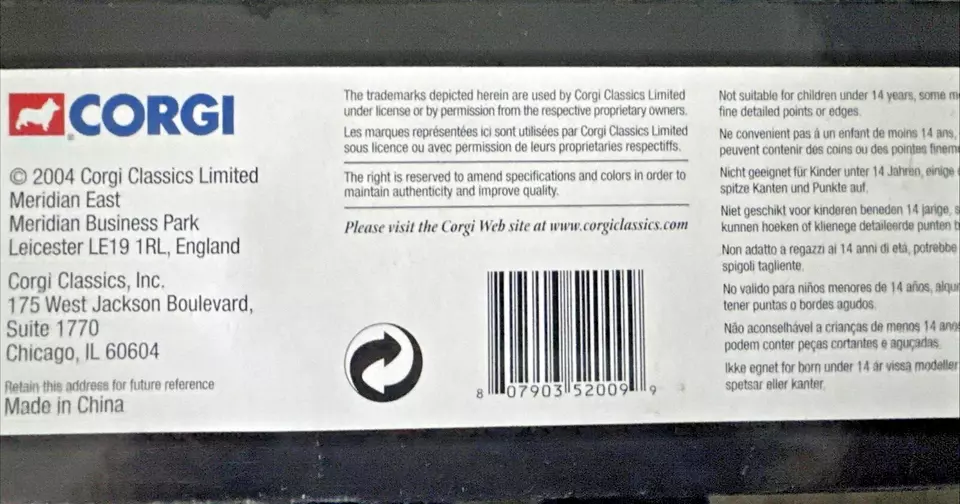 CORGI
© 2004 Corgi Classics Limited
Meridian East
Meridian Business Park
Leicester LE19 1RL, England
Corgi Classics, Inc.
175 West Jackson Boulevard,
Suite 1770
Chicago, IL 60604
Retain this address for future reference
Made in China
The trademarks depicted herein are used by Corgi Classics Limited
under license or by permission from the respective proprietary owners.
Les marques représentées ici sont utilisées par Corgi Classics Limited
sous licence ou avec permission de leurs proprietaries respectiffs.
The right is reserved to amend specifications and colors in order to
maintain authenticity and improve quality.
Please visit the Corgi Web site at www.corgiclassics.com
8 07903 52009 9
Not suitable for children under 14 years, some
fine detailed points or edges.
Ne convenient pas à un enfant de moins 14 ans,
peuvent contenir des coins ou des pointes
Nicht geeignet für Kinder unter 14 Jahren, einige
spitze Kanten und Punkte auf.
Niet geschikt voor kinderen beneden 14 jarige,
kunnen hoeken of klienege detaileerde punten
Non adatto a regazzi ai 14 anni di età, potrebbe
spigoli tagliente.
No valido para niños menores de 14 años,
tener puntas o bordes agudos.
Não aconselhável a crianças de menos 14
podem conter peças cortantes e aguçadas.
Ikke egnet for born under 14 år vissa modeller
spetsar eller kanter.